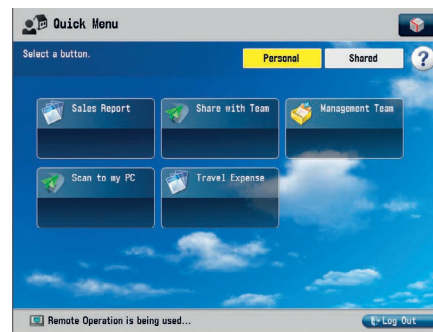 Quick Menu
Select a button.
Personal
Shared
?
Sales Report
Share with Team
Management Team
Scan to my PC
Travel Expense
Remote Operation is being used...
Log Out